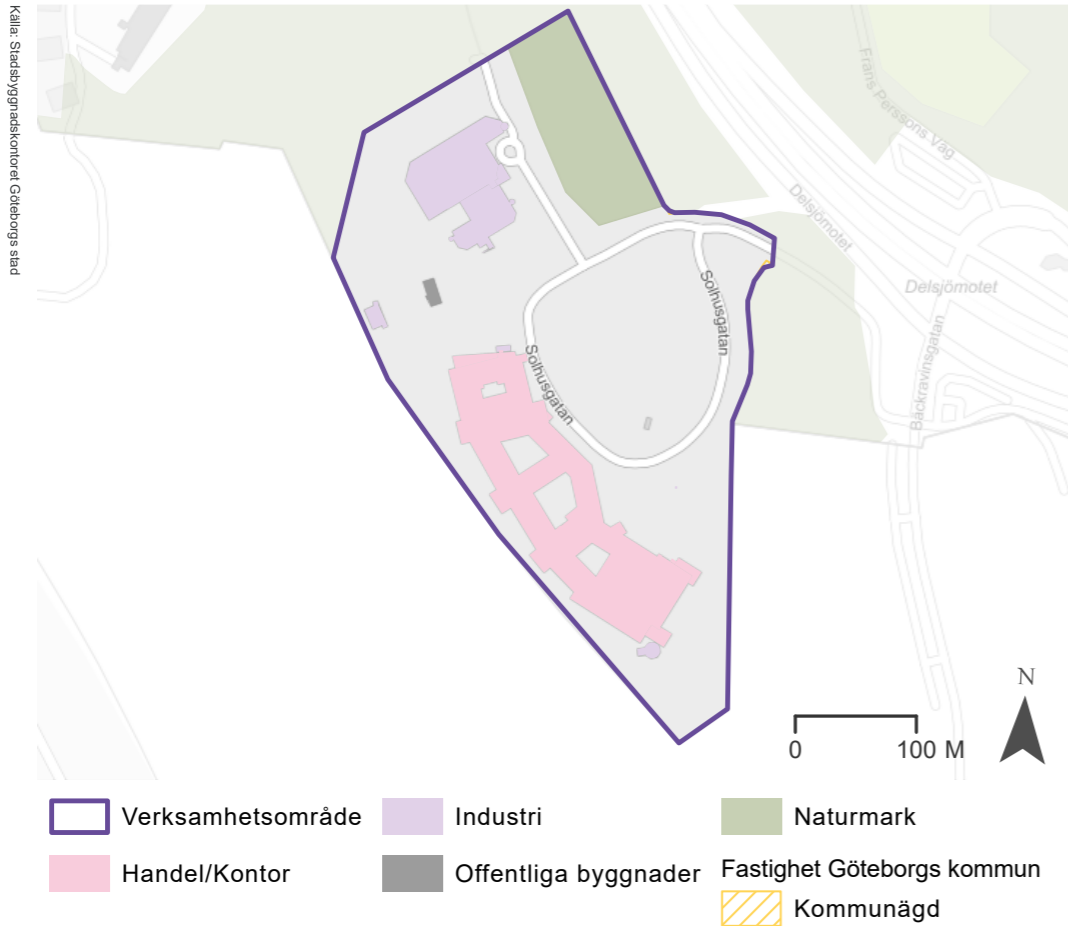 Källa: Stadsbyggnadskontoret Göteborgs stad
Frans Perssons Väg
Delsjömotet
Delsjömotet
Solhusgatan
Solhusgatan
Bäckravinsgatan
N
0 100 M
Verksamhetsområde
Industri
Naturmark
Handel/Kontor
Offentliga byggnader
Fastighet Göteborgs kommun
Kommunägd